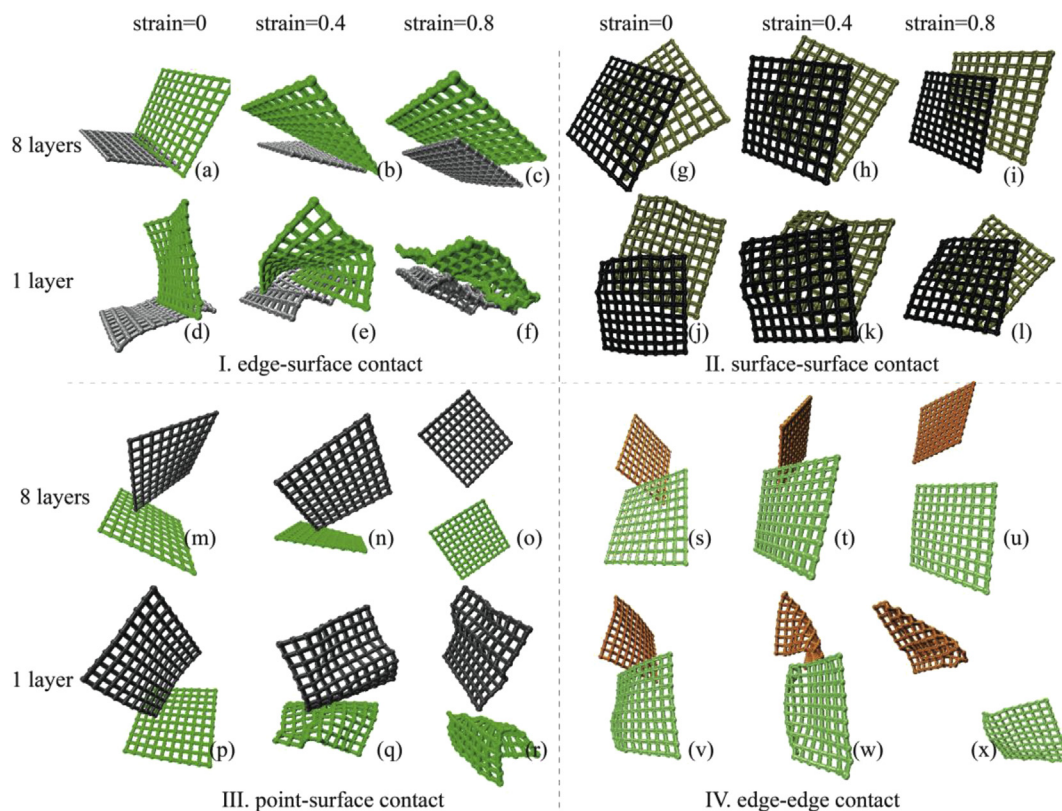 strain=0 strain=0.4 strain=0.8 strain=0 strain=0.4 strain=0.8
8 layers (a) (b) (c) (g) (h) (i)
1 layer (d) (e) (f) (j) (k) (l)
I. edge-surface contact II. surface-surface contact
8 layers (m) (n) (o) (s) (t) (u)
1 layer (p) (q) (r) (v) (w) (x)
III. point-surface contact IV. edge-edge contact